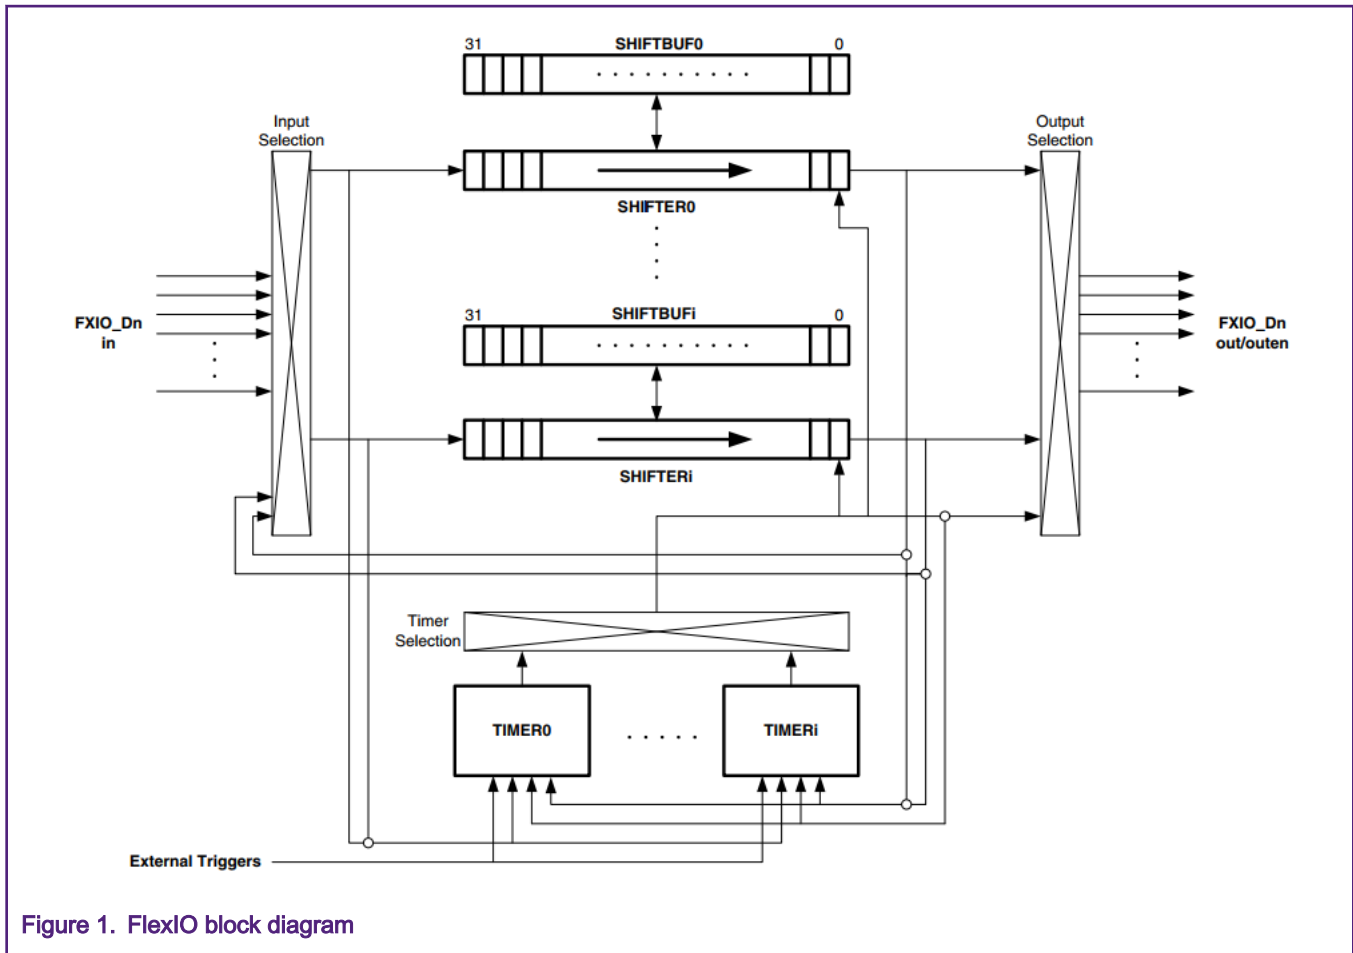 31 SHIFTBUF0 0
Input
Selection
Output
Selection
SHIFTER0
31 SHIFTBUFi 0
FXIO_Dn
in
FXIO_Dn
out/outen
SHIFTERi
Timer
Selection
TIMER0
TIMERi
External Triggers
Figure 1. FlexIO block diagram